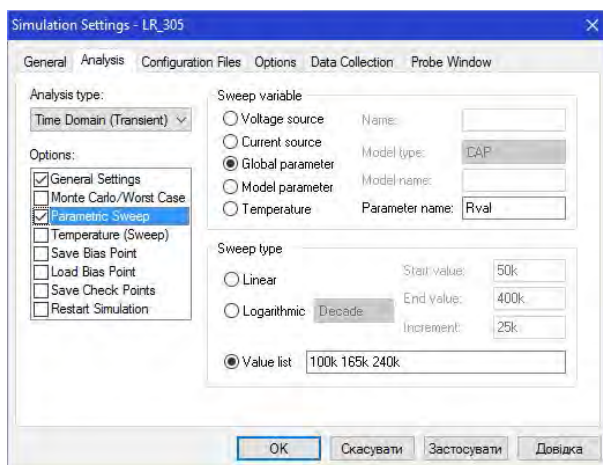 Simulation Settings - LR_305
General Analysis Configuration Files Options Data Collection Probe Window
Analysis type:
Time Domain (Transient)
Options:
General Settings
Monte Carlo/Worst Case
Parametric Sweep
Temperature (Sweep)
Save Bias Point
Load Bias Point
Save Check Points
Restart Simulation
Sweep variable
Voltage source
Current source
Global parameter
Model parameter
Temperature
Name:
Model type: CAP
Model name:
Parameter name: Rval
Sweep type
Linear
Logarithmic Decade
Start value: 50k
End value: 400k
Increment: 25k
Value list 100k 165k 240k
OK Скасувати Застосувати Довідка